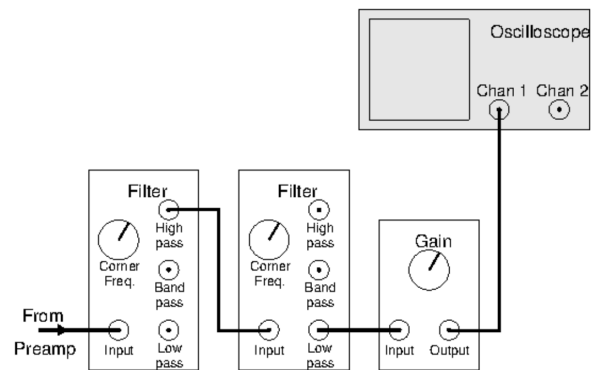 Oscilloscope
Chan 1
Chan 2
Filter
High
pass
Corner
Freq.
Band
pass
From
Preamp
Input
Low
pass
Filter
High
pass
Corner
Freq.
Band
pass
Input
Low
pass
Gain
Input
Output